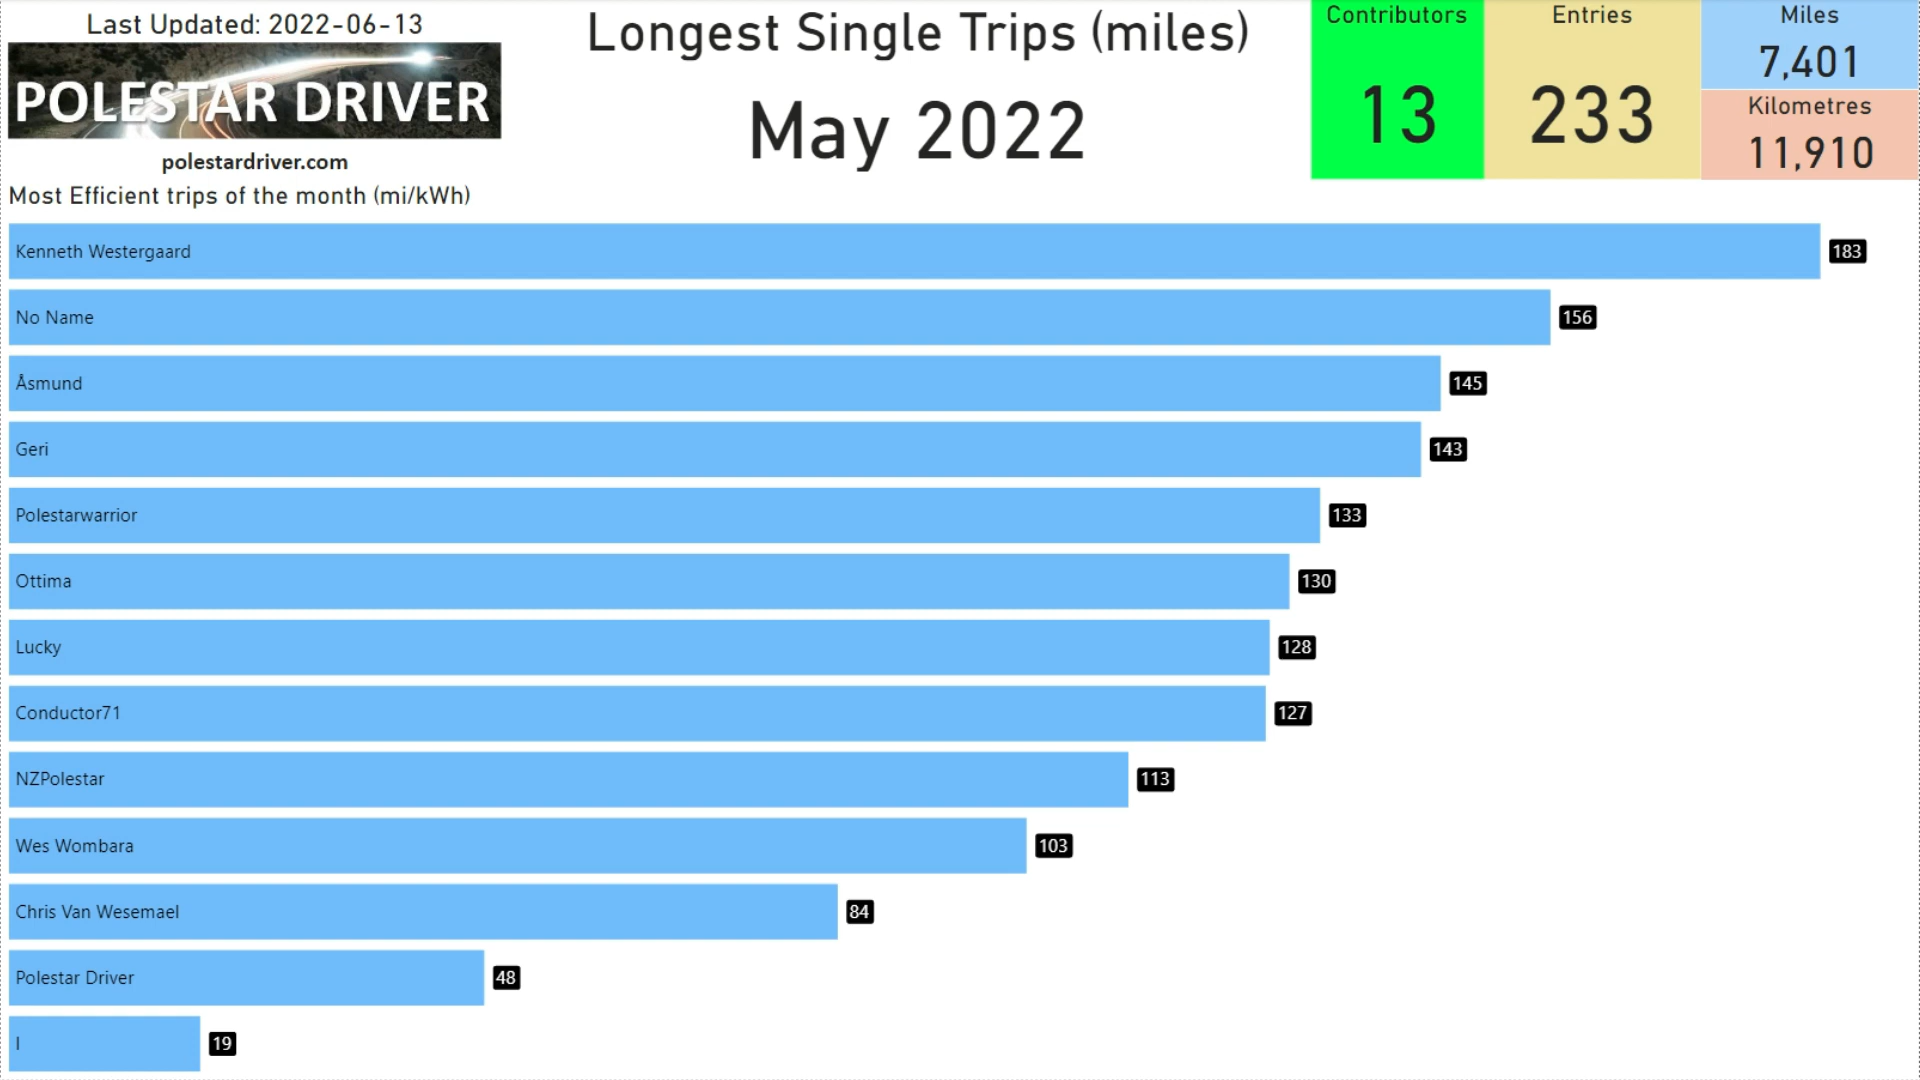 Last Updated: 2022-06-13
POLESTAR DRIVER
polestardriver.com
Longest Single Trips (miles)
May 2022
Contributors
13
Entries
233
Miles
7,401
Kilometres
11,910
Most Efficient trips of the month (mi/kWh)
Kenneth Westergaard 183
No Name 156
Åsmund 145
Geri 143
Polestarwarrior 133
Ottima 130
Lucky 128
Conductor71 127
NZPolestar 113
Wes Wombara 103
Chris Van Wesemael 84
Polestar Driver 48
I 19